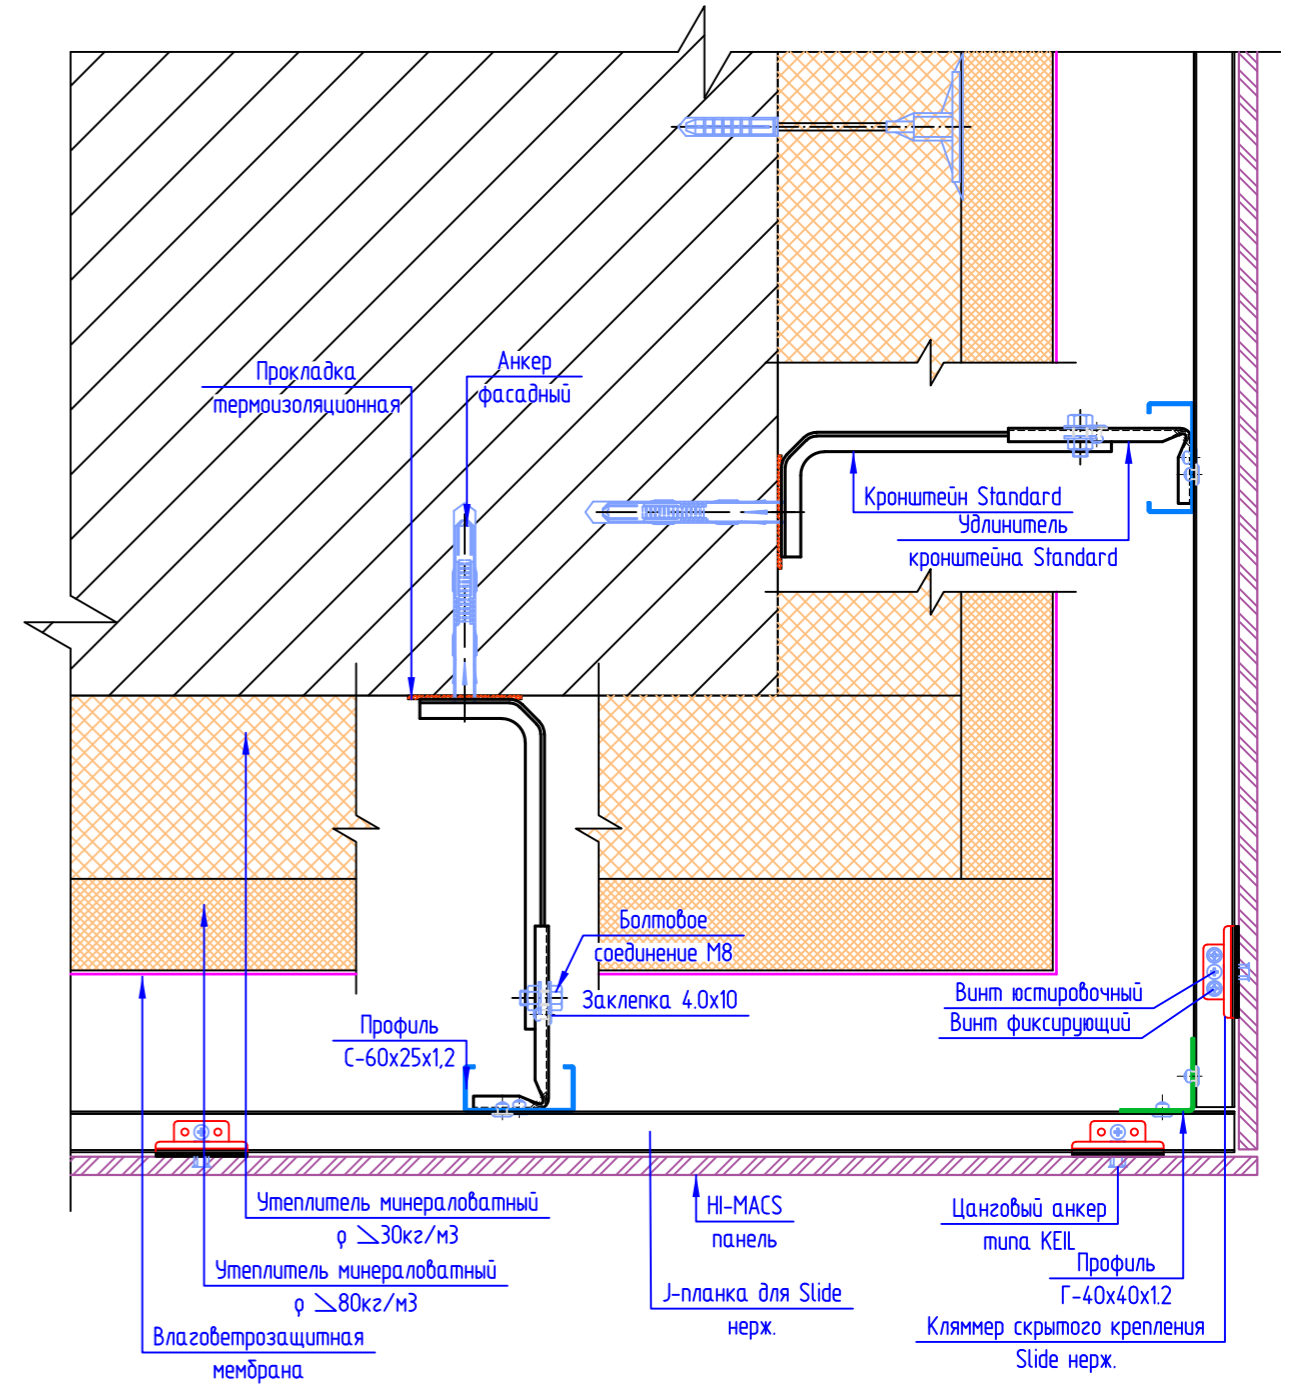 Прокладка
термоизоляционная
Анкер
фасадный
Кронштейн Standard
Удлинитель
кронштейна Standard
Болтовое
соединение М8
Заклепка 4.0х10
Профиль
С-60х25х1,2
Винт юстировочный
Винт фиксирующий
Утеплитель минераловатный
ρ ⩾30кг/м3
Утеплитель минераловатный
ρ ⩾80кг/м3
Влаговетрозащитная
мембрана
HI-MACS
панель
J-планка для Slide
нерж.
Цанговый анкер
типа KEIL
Профиль
Г-40х40х1.2
Кляммер скрытого крепления
Slide нерж.